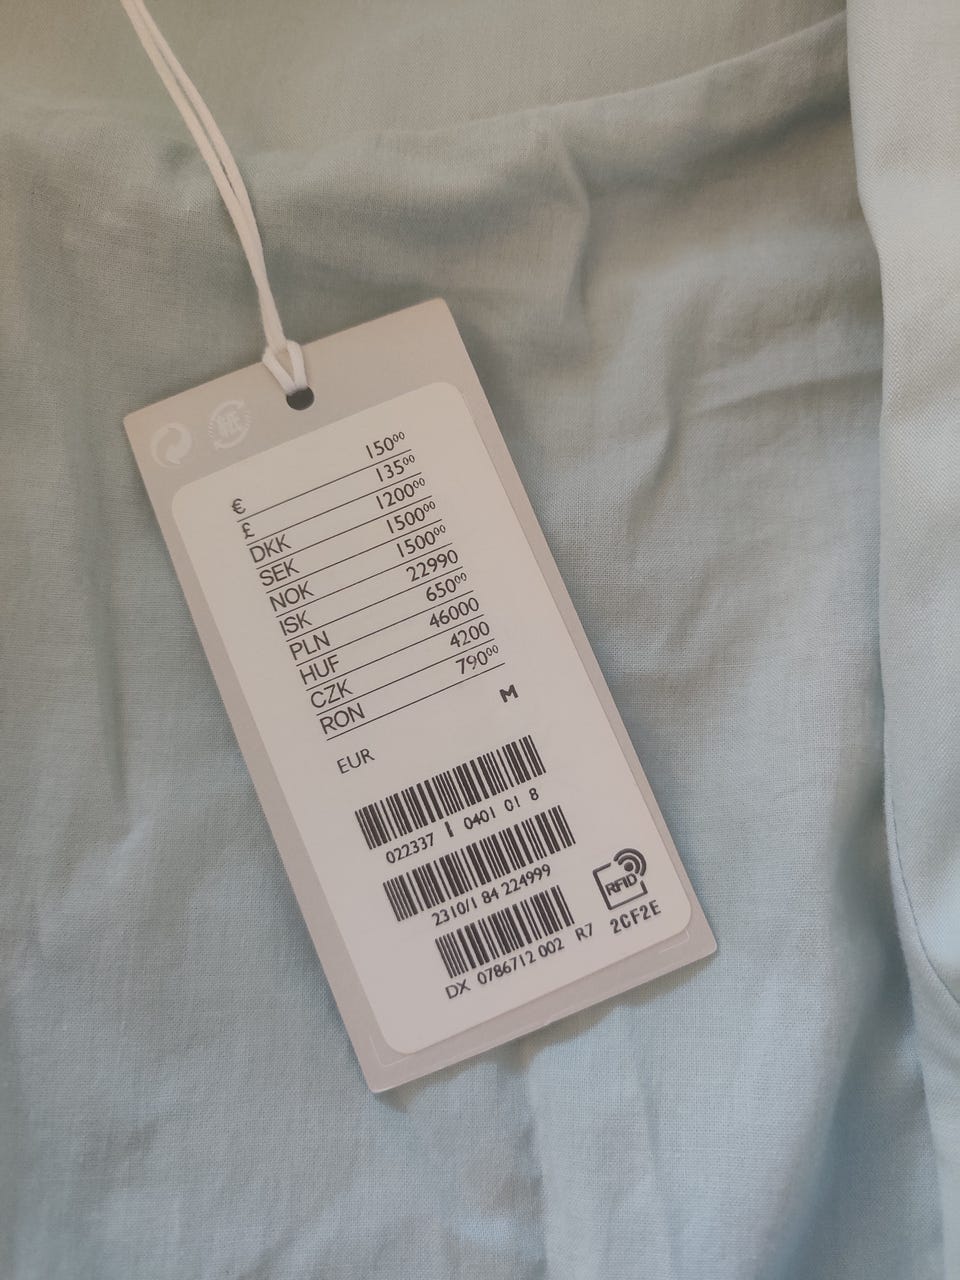 € 150⁰⁰
£ 135⁰⁰
DKK 1200⁰⁰
SEK 1500⁰⁰
NOK 1500⁰⁰
ISK 22990
PLN 650⁰⁰
HUF 46000
CZK 4200
RON 790⁰⁰
EUR M
022337 1 0401 01 8
2310/1 84 224999
RFID
DX 0786712 002 R7 2CF2E